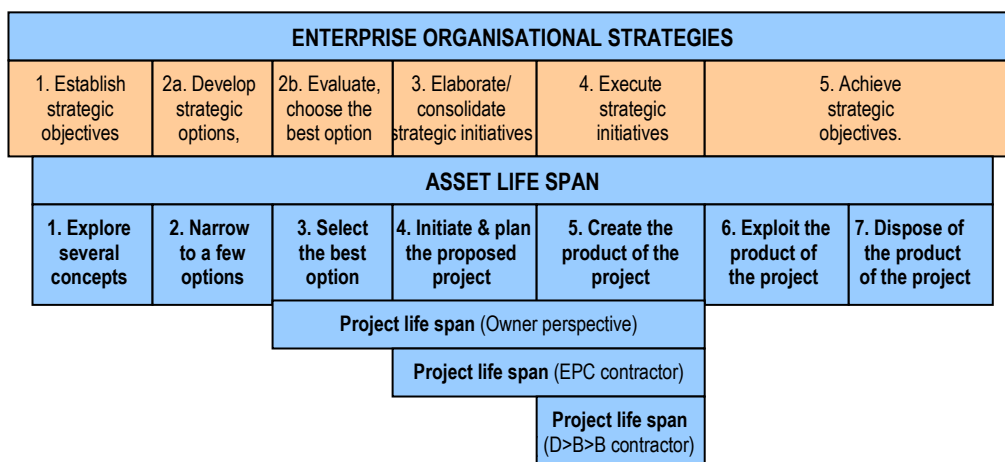 ENTERPRISE ORGANISATIONAL STRATEGIES
1. Establish
strategic
objectives
2a. Develop
strategic
options,
2b. Evaluate,
choose the
best option
3. Elaborate/
consolidate
strategic initiatives
4. Execute
strategic
initiatives
5. Achieve
strategic
objectives.
ASSET LIFE SPAN
1. Explore
several
concepts
2. Narrow
to a few
options
3. Select
the best
option
4. Initiate & plan
the proposed
project
5. Create the
product of the
project
6. Exploit the
product of
the project
7. Dispose of
the product
of the project
Project life span (Owner perspective)
Project life span (EPC contractor)
Project life span
(D>B>B contractor)